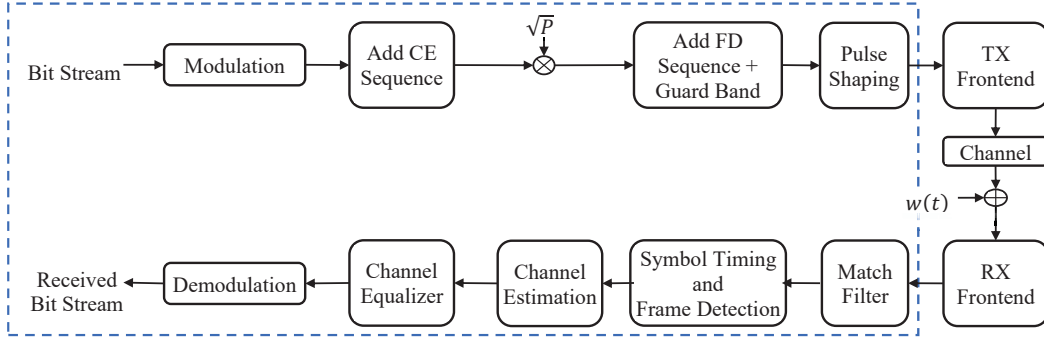 √P
Bit Stream
Modulation
Add CE
Sequence
Add FD
Sequence +
Guard Band
Pulse
Shaping
TX
Frontend
Channel
w(t)
Received
Bit Stream
Demodulation
Channel
Equalizer
Channel
Estimation
Symbol Timing
and
Frame Detection
Match
Filter
RX
Frontend